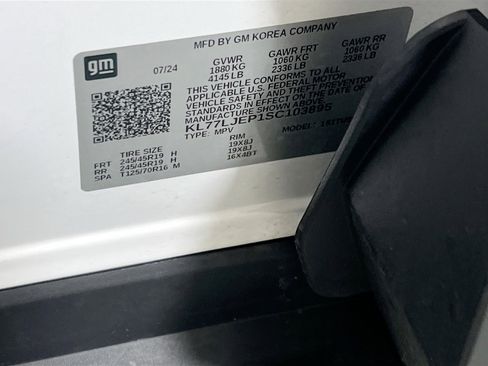 MFD BY GM KOREA COMPANY
gm
07/24
GVWR GAWR FRT GAWR RR
1880 KG 1060 KG 1060 KG
4145 LB 2336 LB 2336 LB
THIS VEHICLE CONFORMS TO ALL
APPLICABLE U.S. FEDERAL MOTOR
VEHICLE SAFETY AND THEFT PREVENTION
STANDARDS IN EFFECT ON THE DATE OF
MANUFACTURE SHOWN ABOVE.
KL77LJEP1SC103895
TYPE: MPV MODEL:
TIRE SIZE RIM
FRT 245/45R19 H 19X8J
RR 245/45R19 H 19X8J
SPA T125/70R16 M 16X4BT